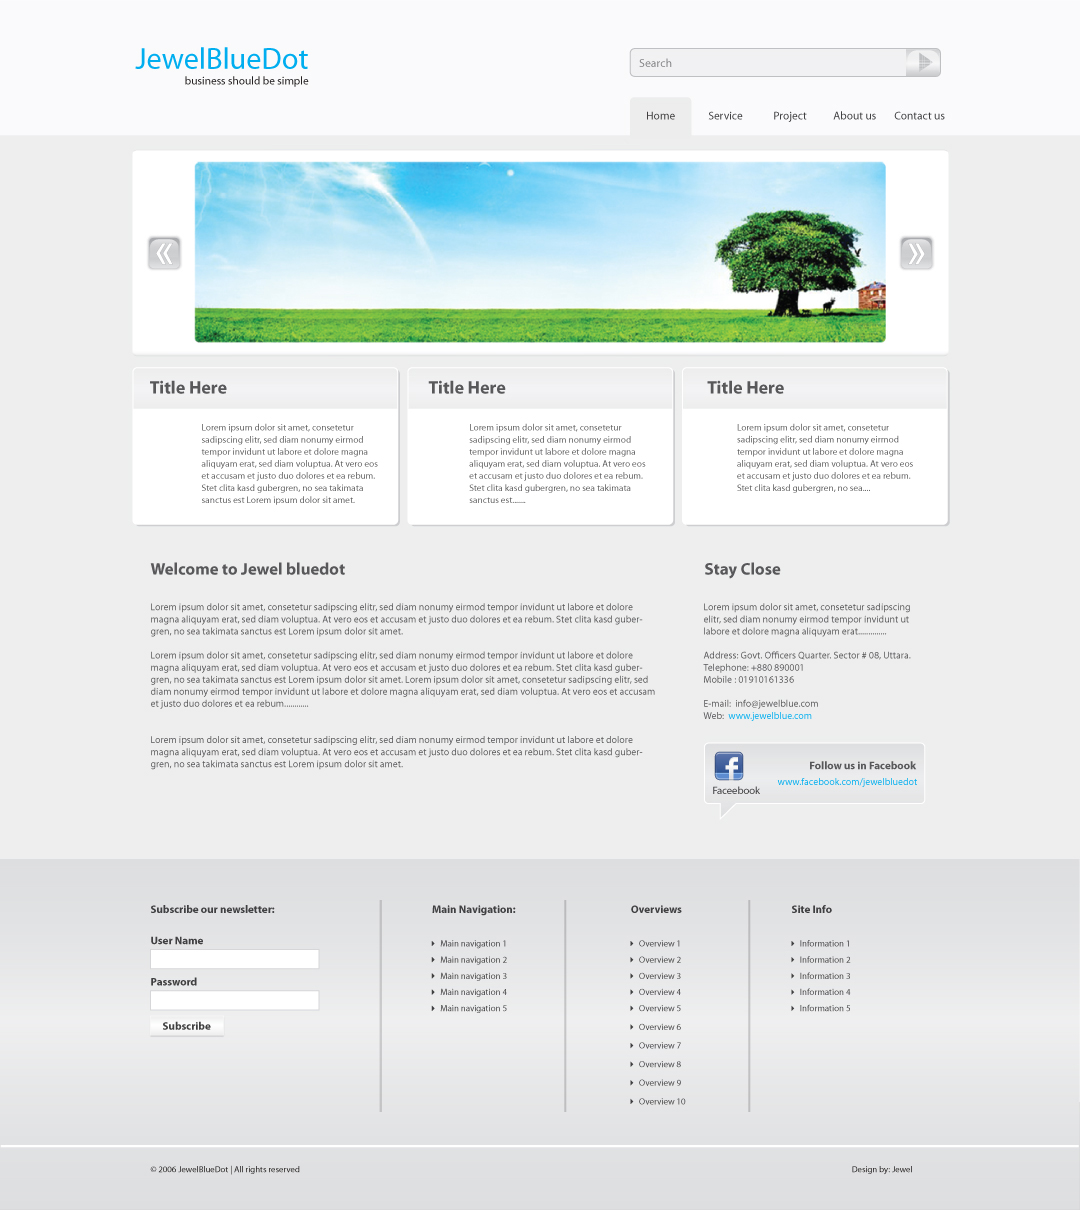 JewelBlueDot
business should be simple
Search
Home Service Project About us Contact us
Title Here
Lorem ipsum dolor sit amet, consetetur
sadipscing elitr, sed diam nonumy eirmod
tempor invidunt ut labore et dolore magna
aliquyam erat, sed diam voluptua. At vero eos
et accusam et justo duo dolores et ea rebum.
Stet clita kasd gubergren, no sea takimata
sanctus est Lorem ipsum dolor sit amet.
Title Here
Lorem ipsum dolor sit amet, consetetur
sadipscing elitr, sed diam nonumy eirmod
tempor invidunt ut labore et dolore magna
aliquyam erat, sed diam voluptua. At vero eos
et accusam et justo duo dolores et ea rebum.
Stet clita kasd gubergren, no sea takimata
sanctus est.......
Title Here
Lorem ipsum dolor sit amet, consetetur
sadipscing elitr, sed diam nonumy eirmod
tempor invidunt ut labore et dolore magna
aliquyam erat, sed diam voluptua. At vero eos
et accusam et justo duo dolores et ea rebum.
Stet clita kasd gubergren, no sea....
Welcome to Jewel bluedot
Lorem ipsum dolor sit amet, consetetur sadipscing elitr, sed diam nonumy eirmod tempor invidunt ut labore et dolore
magna aliquyam erat, sed diam voluptua. At vero eos et accusam et justo duo dolores et ea rebum. Stet clita kasd guber-
gren, no sea takimata sanctus est Lorem ipsum dolor sit amet.
Lorem ipsum dolor sit amet, consetetur sadipscing elitr, sed diam nonumy eirmod tempor invidunt ut labore et dolore
magna aliquyam erat, sed diam voluptua. At vero eos et accusam et justo duo dolores et ea rebum. Stet clita kasd guber-
gren, no sea takimata sanctus est Lorem ipsum dolor sit amet. Lorem ipsum dolor sit amet, consetetur sadipscing elitr, sed
diam nonumy eirmod tempor invidunt ut labore et dolore magna aliquyam erat, sed diam voluptua. At vero eos et accusam
et justo duo dolores et ea rebum............
Lorem ipsum dolor sit amet, consetetur sadipscing elitr, sed diam nonumy eirmod tempor invidunt ut labore et dolore
magna aliquyam erat, sed diam voluptua. At vero eos et accusam et justo duo dolores et ea rebum. Stet clita kasd guber-
gren, no sea takimata sanctus est Lorem ipsum dolor sit amet.
Stay Close
Lorem ipsum dolor sit amet, consetetur sadipscing
elitr, sed diam nonumy eirmod tempor invidunt ut
labore et dolore magna aliquyam erat..............
Address: Govt. Officers Quarter. Sector # 08, Uttara.
Telephone: +880 890001
Mobile : 01910161336
E-mail: info@jewelblue.com
Web: www.jewelblue.com
f
Faceebook
Follow us in Facebook
www.facebook.com/jewelbluedot
Subscribe our newsletter:
User Name
Password
Subscribe
Main Navigation:
Main navigation 1
Main navigation 2
Main navigation 3
Main navigation 4
Main navigation 5
Overviews
Overview 1
Overview 2
Overview 3
Overview 4
Overview 5
Overview 6
Overview 7
Overview 8
Overview 9
Overview 10
Site Info
Information 1
Information 2
Information 3
Information 4
Information 5
© 2006 JewelBlueDot | All rights reserved
Design by: Jewel